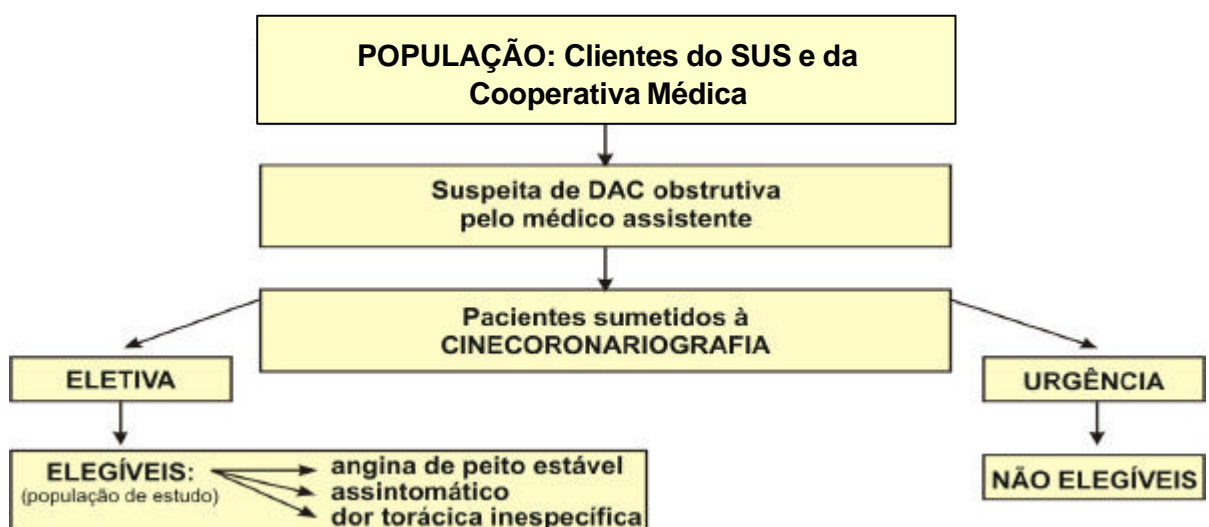 POPULAÇÃO: Clientes do SUS e da
Cooperativa Médica
Suspeita de DAC obstrutiva
pelo médico assistente
Pacientes sumetidos à
CINECORONARIOGRAFIA
ELETIVA
URGÊNCIA
ELEGÍVEIS:
(população de estudo)
angina de peito estável
assintomático
dor torácica inespecífica
NÃO ELEGÍVEIS